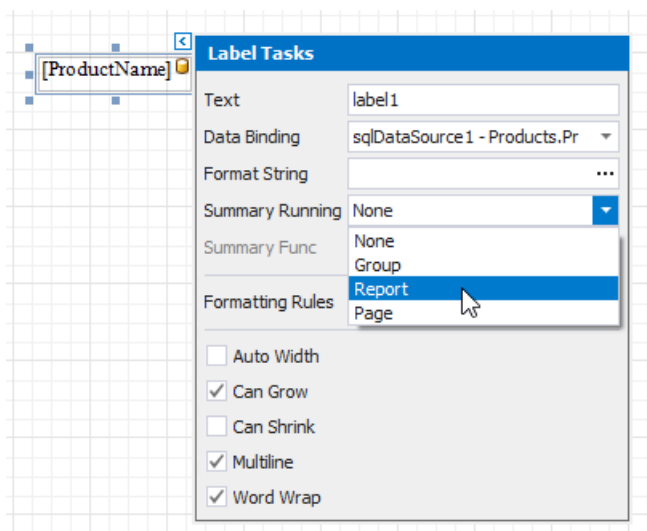 [ProductName]
Label Tasks
Text label1
Data Binding sqlDataSource1 - Products.Pr
Format String ...
Summary Running None
None
Summary Func
Group
Report
Formatting Rules
Page
Auto Width
Can Grow
Can Shrink
Multiline
Word Wrap